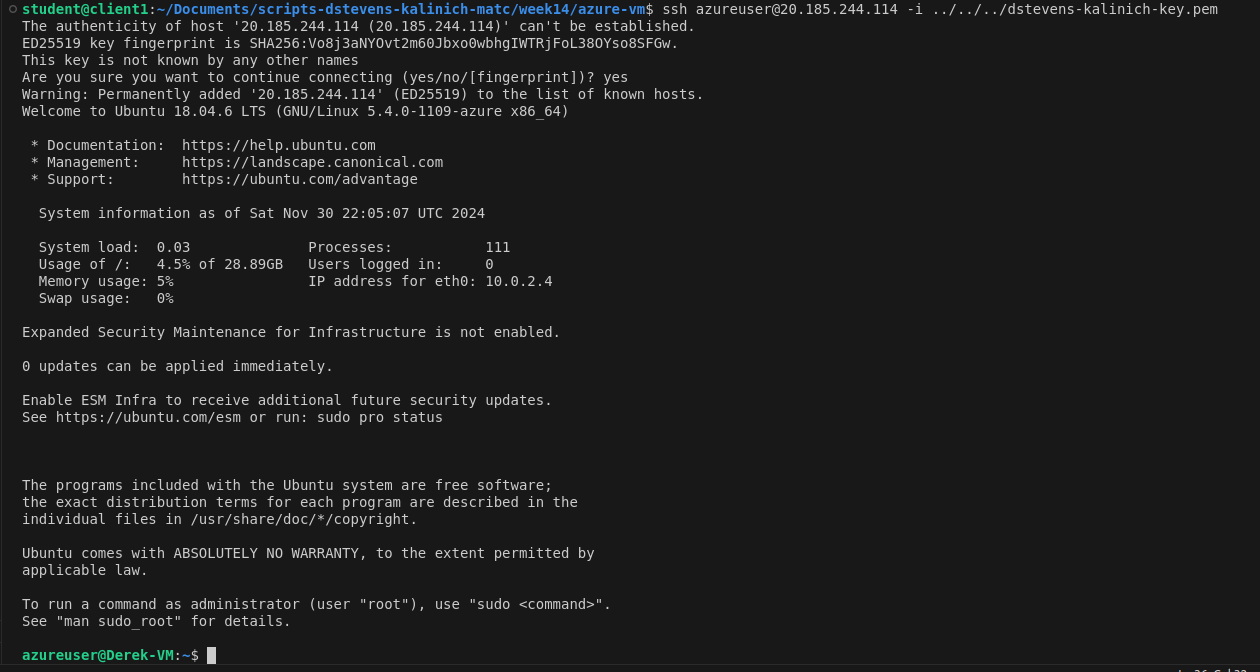 student@client1:~/Documents/scripts-dstevens-kalinich-matc/week14/azure-vm$ ssh azureuser@20.185.244.114 -i ../../../dstevens-kalinich-key.pem
The authenticity of host '20.185.244.114 (20.185.244.114)' can't be established.
ED25519 key fingerprint is SHA256:Vo8j3aNYOvt2m60Jbxo0wbhgIWTRjFoL38OYso8SFGw.
This key is not known by any other names
Are you sure you want to continue connecting (yes/no/[fingerprint])? yes
Warning: Permanently added '20.185.244.114' (ED25519) to the list of known hosts.
Welcome to Ubuntu 18.04.6 LTS (GNU/Linux 5.4.0-1109-azure x86_64)

 * Documentation:  https://help.ubuntu.com
 * Management:     https://landscape.canonical.com
 * Support:        https://ubuntu.com/advantage

  System information as of Sat Nov 30 22:05:07 UTC 2024

  System load:  0.03              Processes:           111
  Usage of /:   4.5% of 28.89GB   Users logged in:     0
  Memory usage: 5%                IP address for eth0: 10.0.2.4
  Swap usage:   0%

Expanded Security Maintenance for Infrastructure is not enabled.

0 updates can be applied immediately.

Enable ESM Infra to receive additional future security updates.
See https://ubuntu.com/esm or run: sudo pro status

The programs included with the Ubuntu system are free software;
the exact distribution terms for each program are described in the
individual files in /usr/share/doc/*/copyright.

Ubuntu comes with ABSOLUTELY NO WARRANTY, to the extent permitted by
applicable law.

To run a command as administrator (user "root"), use "sudo <command>".
See "man sudo_root" for details.

azureuser@Derek-VM:~$